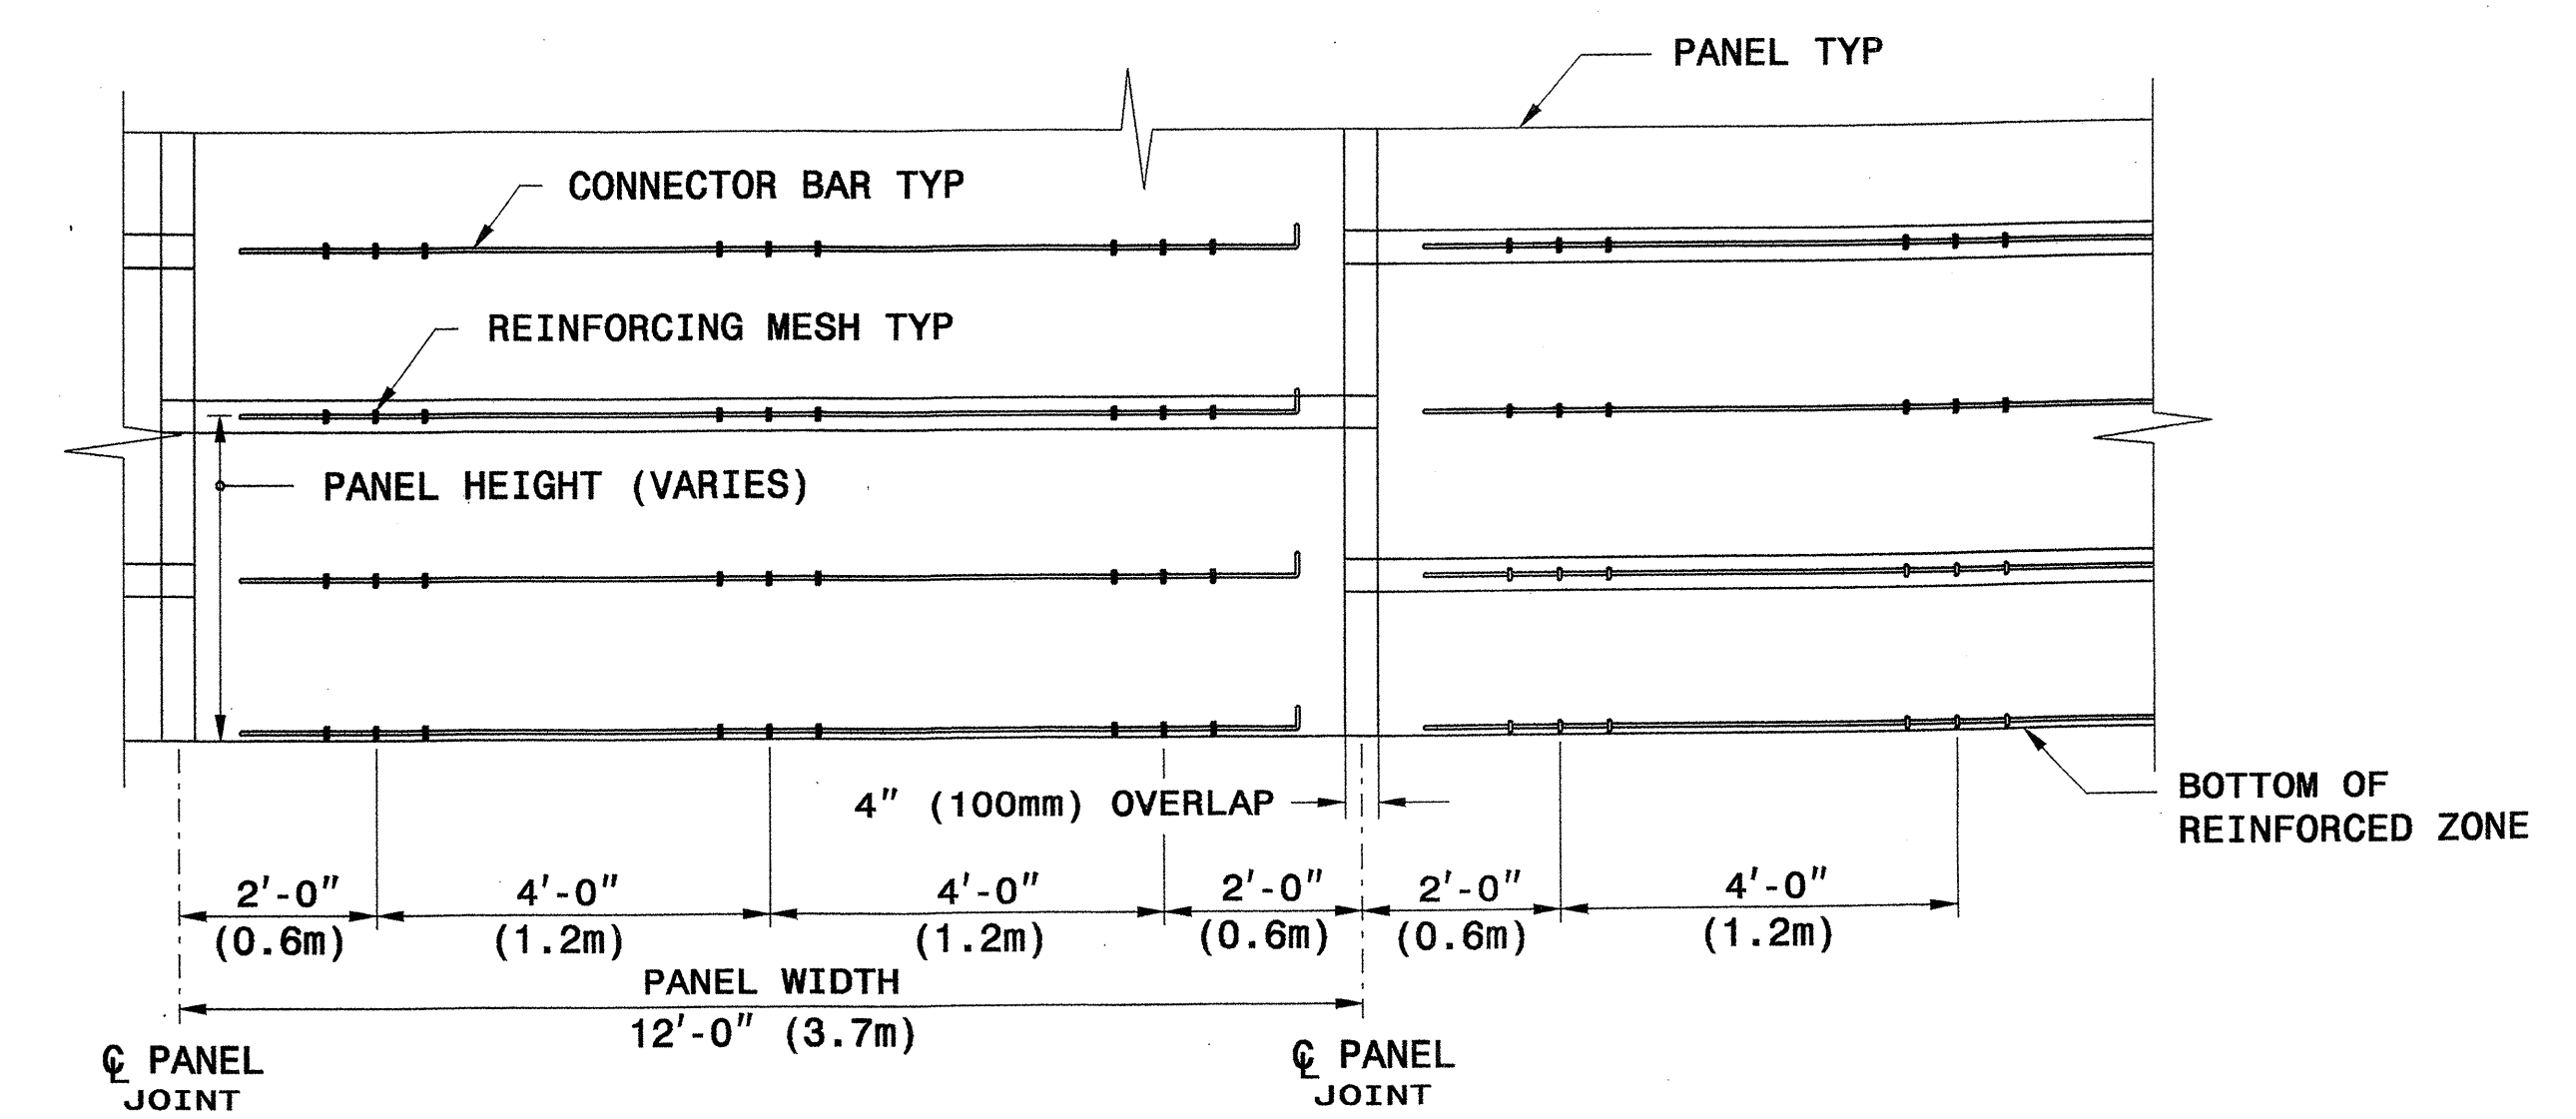 PANEL TYP
CONNECTOR BAR TYP
REINFORCING MESH TYP
PANEL HEIGHT (VARIES)
4" (100mm) OVERLAP
BOTTOM OF
REINFORCED ZONE
2'-0" 4'-0" 4'-0" 2'-0" 2'-0" 4'-0"
(0.6m) (1.2m) (1.2m) (0.6m) (0.6m) (1.2m)
PANEL WIDTH
12'-0" (3.7m)
℄ PANEL
JOINT
℄ PANEL
JOINT